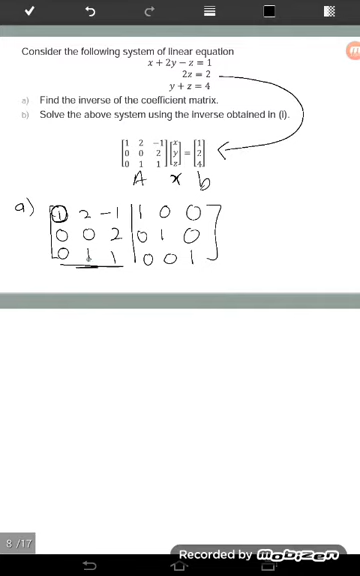 Consider the following system of linear equation
x + 2y − z = 1
2z = 2
y + z = 4
a) Find the inverse of the coefficient matrix.
b) Solve the above system using the inverse obtained in (i).
[1 2 −1] [x] [1]
[0 0 2] [y] = [2]
[0 1 1] [z] [4]
A x b
a) [1 2 −1 | 1 0 0]
[0 0 2 | 0 1 0]
[0 1 1 | 0 0 1]
8 /17
Recorded by mobizen